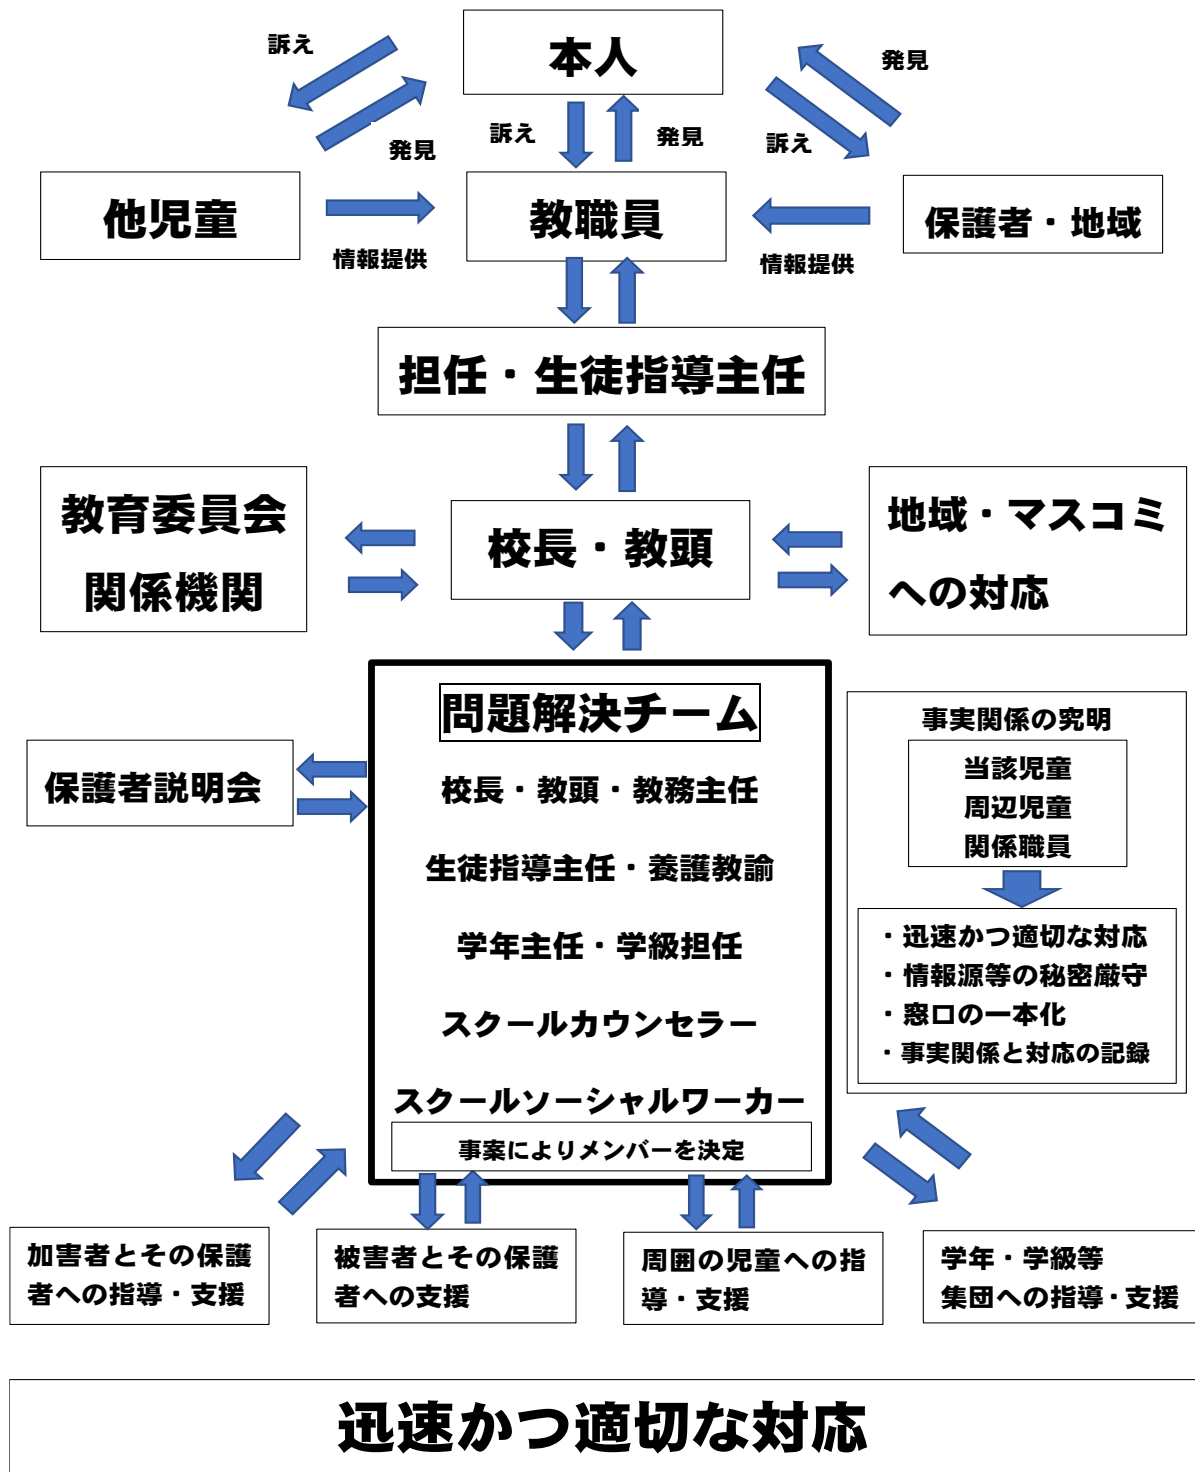 本人
訴え
発見
訴え
発見
訴え
発見
他児童
教職員
保護者・地域
情報提供
情報提供
担任・生徒指導主任
教育委員会
関係機関
校長・教頭
地域・マスコミ
への対応
問題解決チーム
校長・教頭・教務主任
生徒指導主任・養護教諭
学年主任・学級担任
スクールカウンセラー
スクールソーシャルワーカー
事案によりメンバーを決定
保護者説明会
事実関係の究明
当該児童
周辺児童
関係職員
・迅速かつ適切な対応
・情報源等の秘密厳守
・窓口の一本化
・事実関係と対応の記録
加害者とその保護
者への指導・支援
被害者とその保護
者への支援
周囲の児童への指
導・支援
学年・学級等
集団への指導・支援
迅速かつ適切な対応